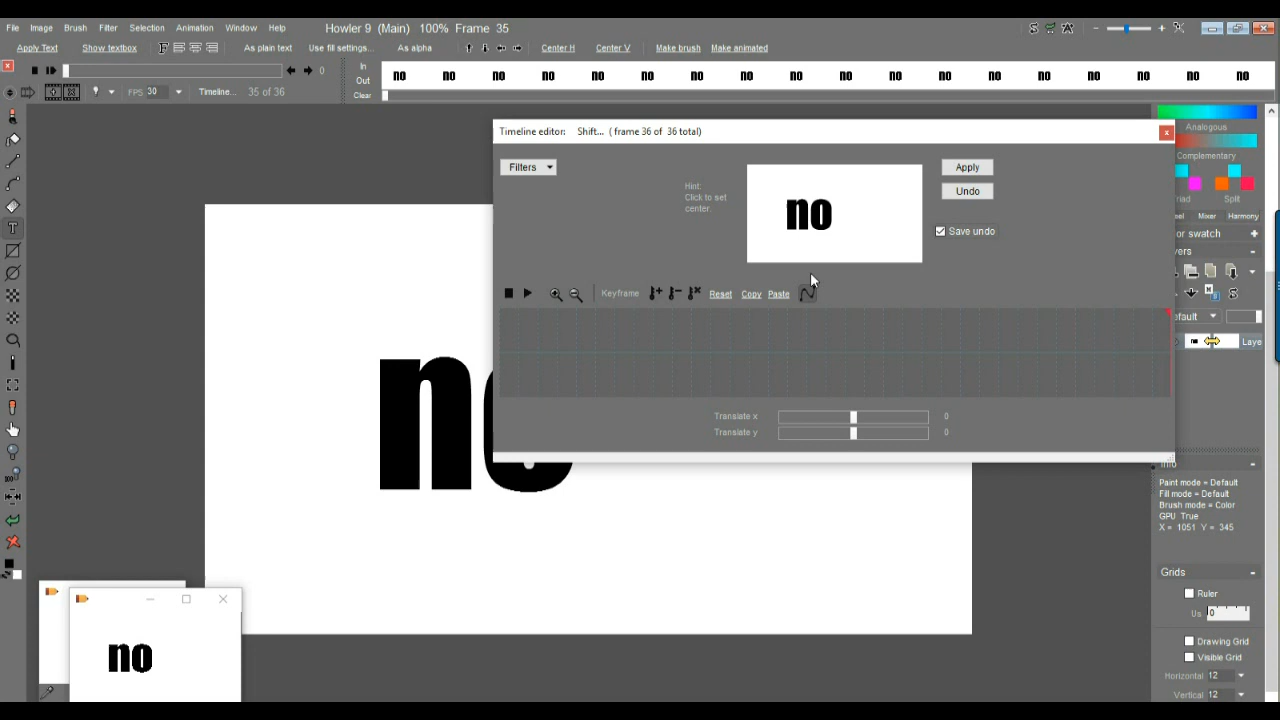 File Image Brush Filter Selection Animation Window Help Howler 9 (Main) 100% Frame 35
Apply Text Show textbox As plain text Use fill settings... As alpha Center H Center V Make brush Make animated
0 In
Out
no no no no no no no no no no no no no no no no no no
FPS 30 Timeline... 35 of 36 Clear
Timeline editor: Shift... ( frame 36 of 36 total)
Filters
Hint:
Click to set
center.
no
Apply
Undo
Save undo
Keyframe Reset Copy Paste
Translate x 0
Translate y 0
no
no
Analogous
Complementary
Split
Mixer Harmony
or swatch
Laye
Info
Paint mode = Default
Fill mode = Default
Brush mode = Color
GPU True
X = 1051 Y = 345
Grids
Ruler
Us 0
Drawing Grid
Visible Grid
Horizontal 12
Vertical 12